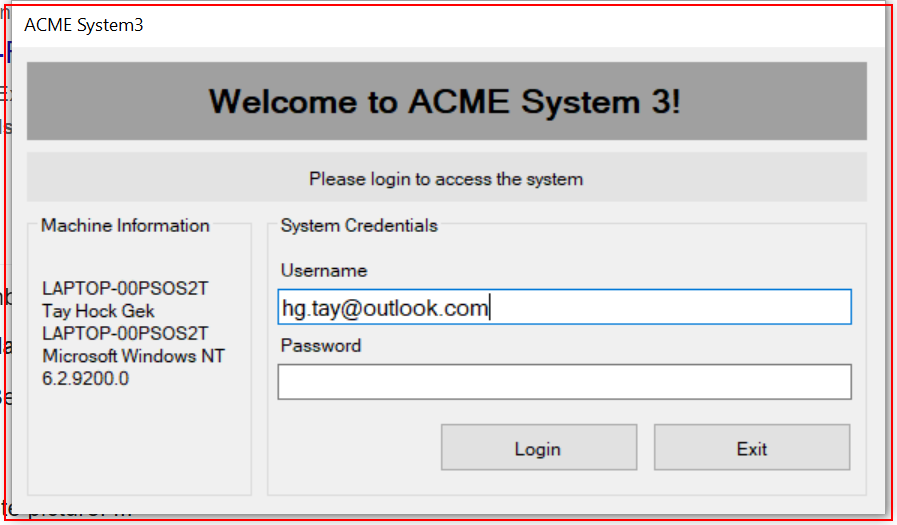 ACME System3
Welcome to ACME System 3!
Please login to access the system
Machine Information
LAPTOP-00PSOS2T
Tay Hock Gek
LAPTOP-00PSOS2T
Microsoft Windows NT
6.2.9200.0
System Credentials
Username
hg.tay@outlook.com
Password
Login
Exit